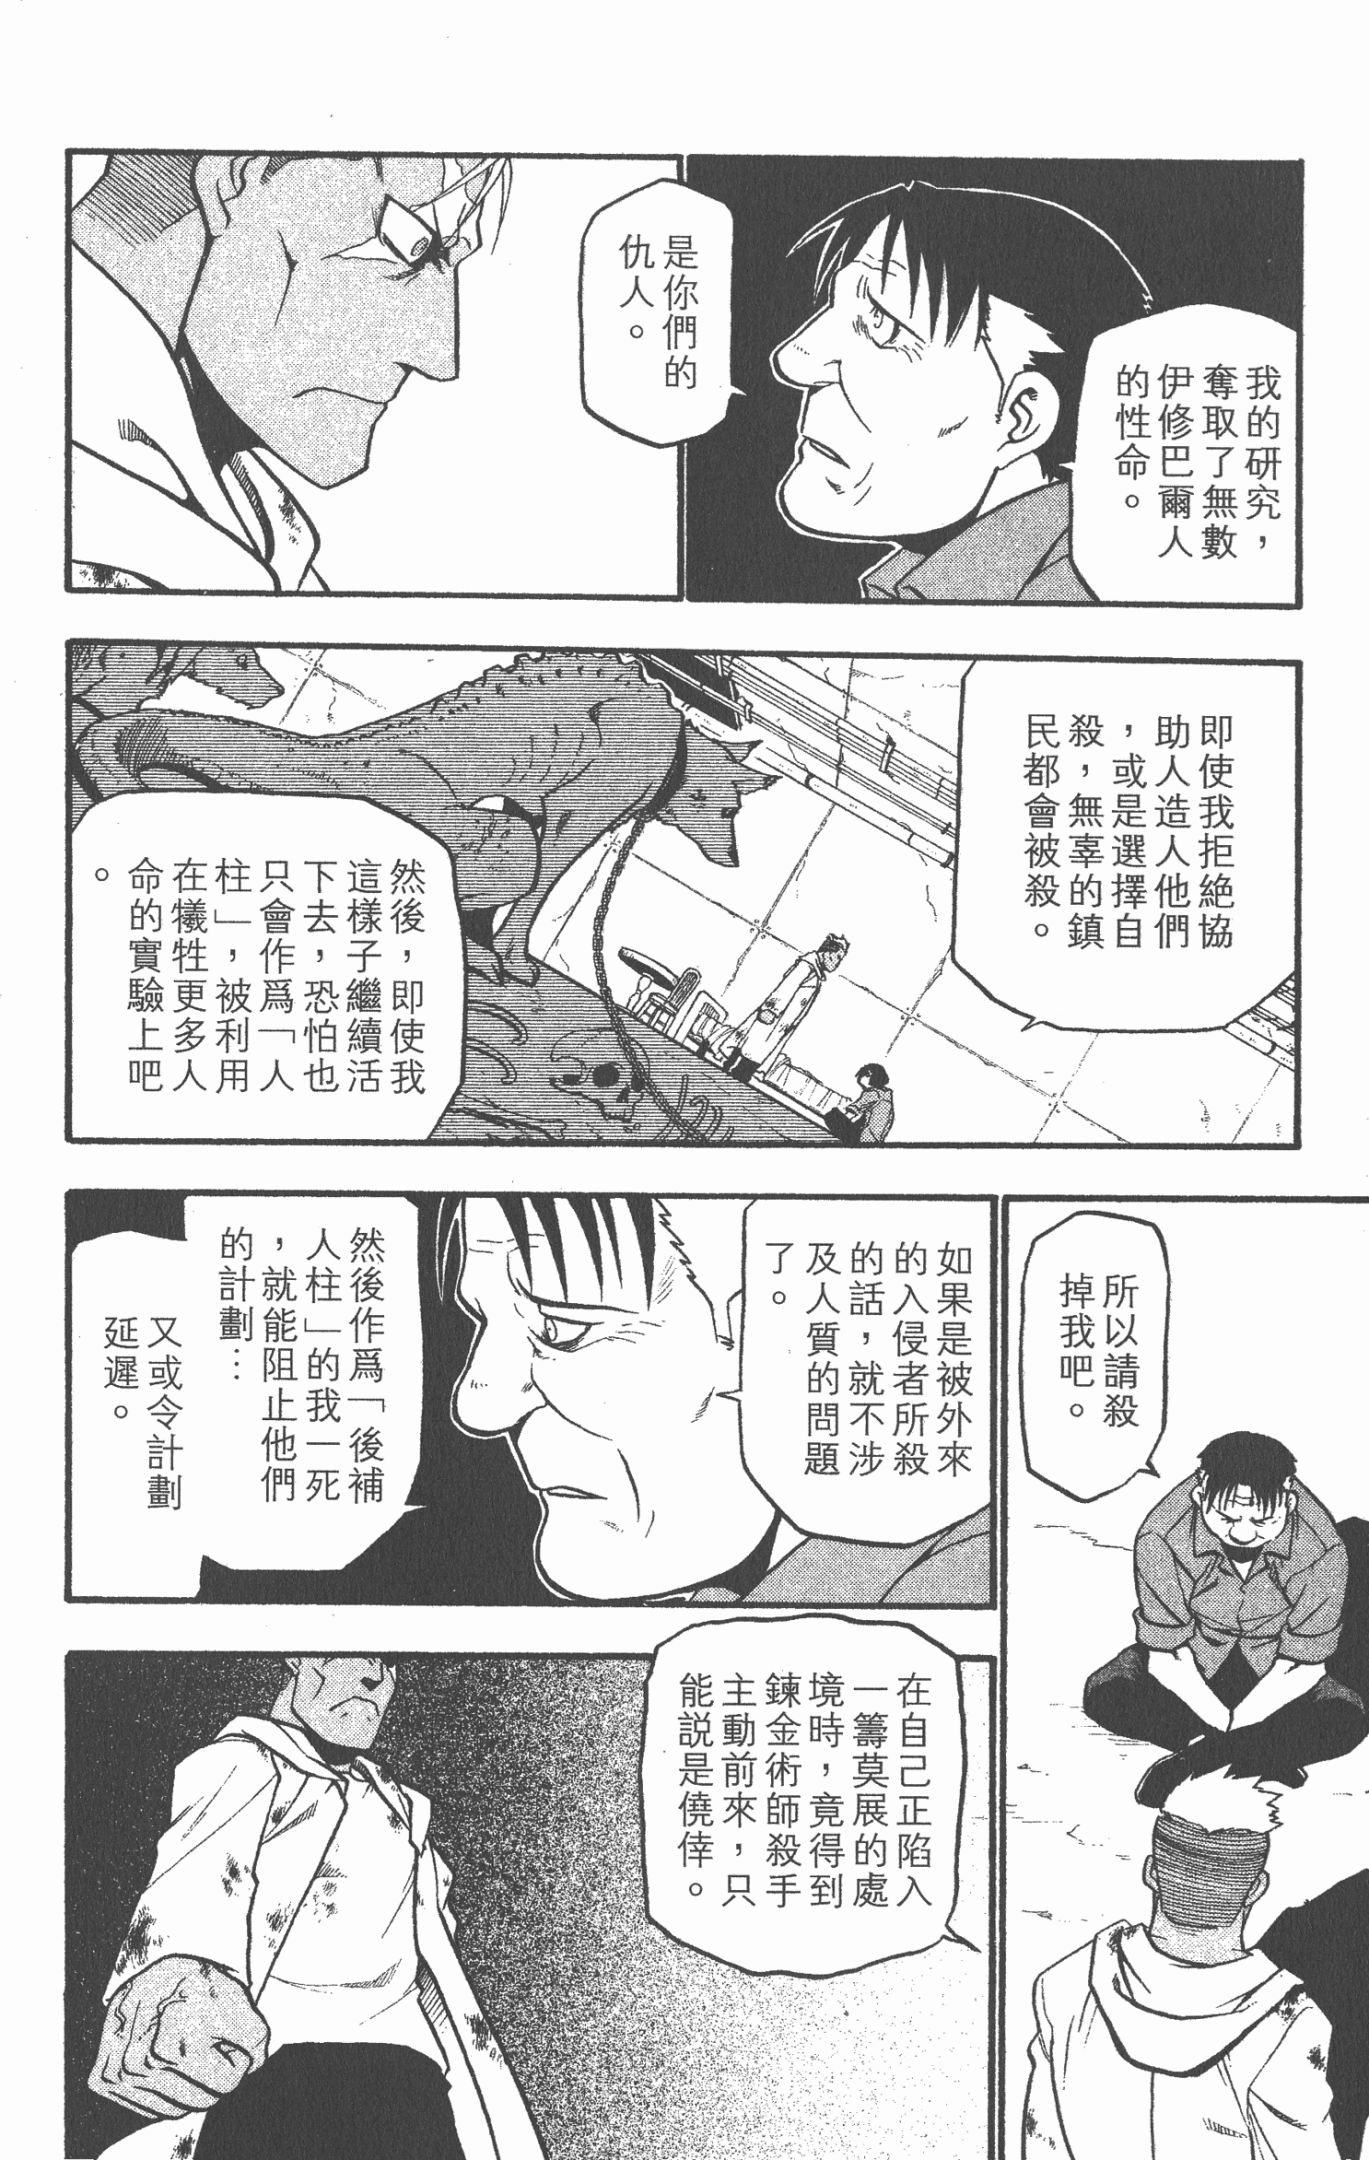 我的研究，
奪取了無數
伊修巴爾人
的性命。
是你們的
仇人。
即使我拒絕協
助人造人他們
，或是選擇自
殺，無辜的鎮
民都會被殺。
然後，即使我
這樣子繼續活
下去，恐怕也
只會作爲「人
柱」，被利用
在犧牲更多人
命的實驗上吧
。
所以請殺
掉我吧。
如果是被外來
的入侵者所殺
的話，就不涉
及人質的問題
了。
然後作爲「後補
人柱」的我一死
，就能阻止他們
的計劃…
又或令計劃
延遲。
在自己正陷入
一籌莫展的處
境時，竟得到
鍊金術師殺手
主動前來，只
能說是僥倖。